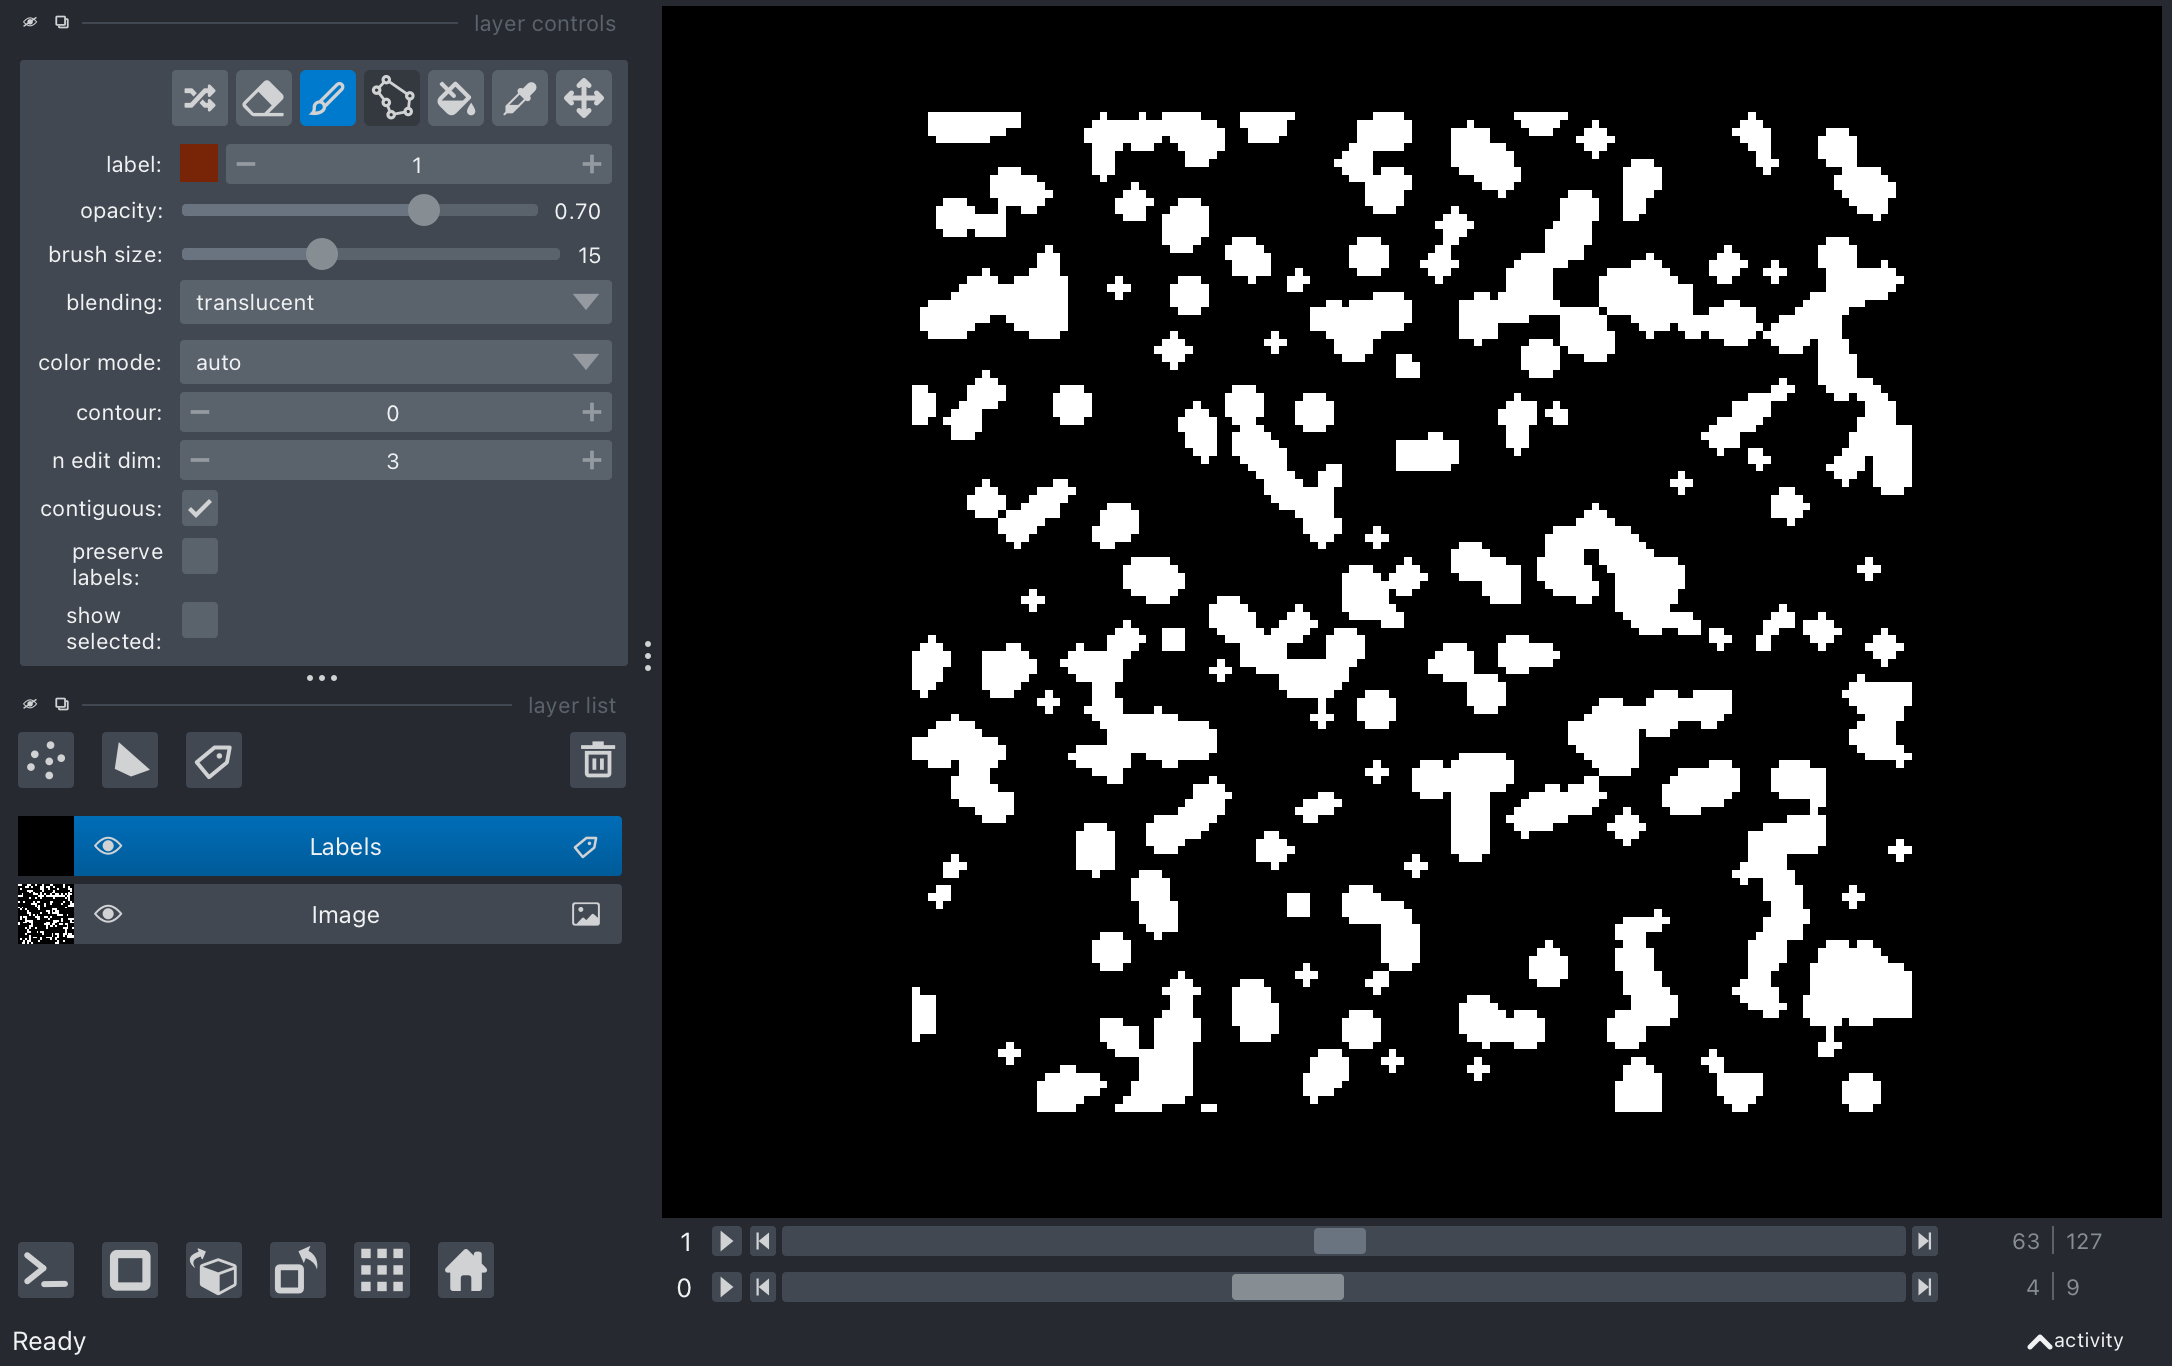 layer controls
label: 1
opacity: 0.70
brush size: 15
blending: translucent
color mode: auto
contour: 0
n edit dim: 3
contiguous:
preserve
labels:
show
selected:
layer list
Labels
Image
1 63 127
0 4 9
Ready activity